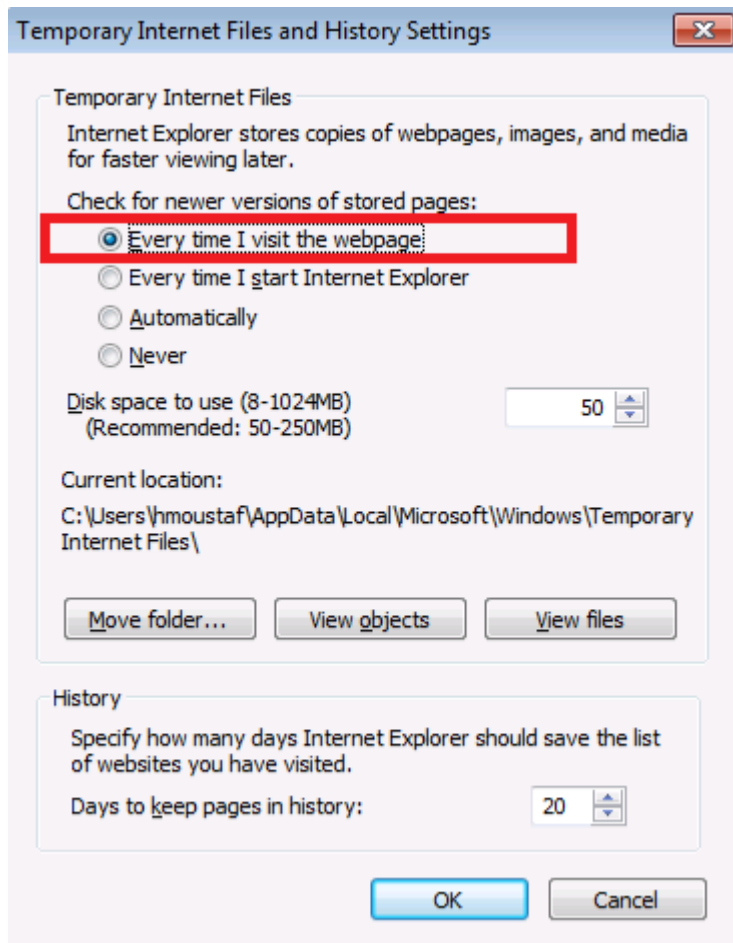 Temporary Internet Files and History Settings
Temporary Internet Files
Internet Explorer stores copies of webpages, images, and media
for faster viewing later.
Check for newer versions of stored pages:
Every time I visit the webpage
Every time I start Internet Explorer
Automatically
Never
Disk space to use (8-1024MB) 50
(Recommended: 50-250MB)
Current location:
C:\Users\hmoustaf\AppData\Local\Microsoft\Windows\Temporary
Internet Files\
Move folder... View objects View files
History
Specify how many days Internet Explorer should save the list
of websites you have visited.
Days to keep pages in history: 20
OK Cancel